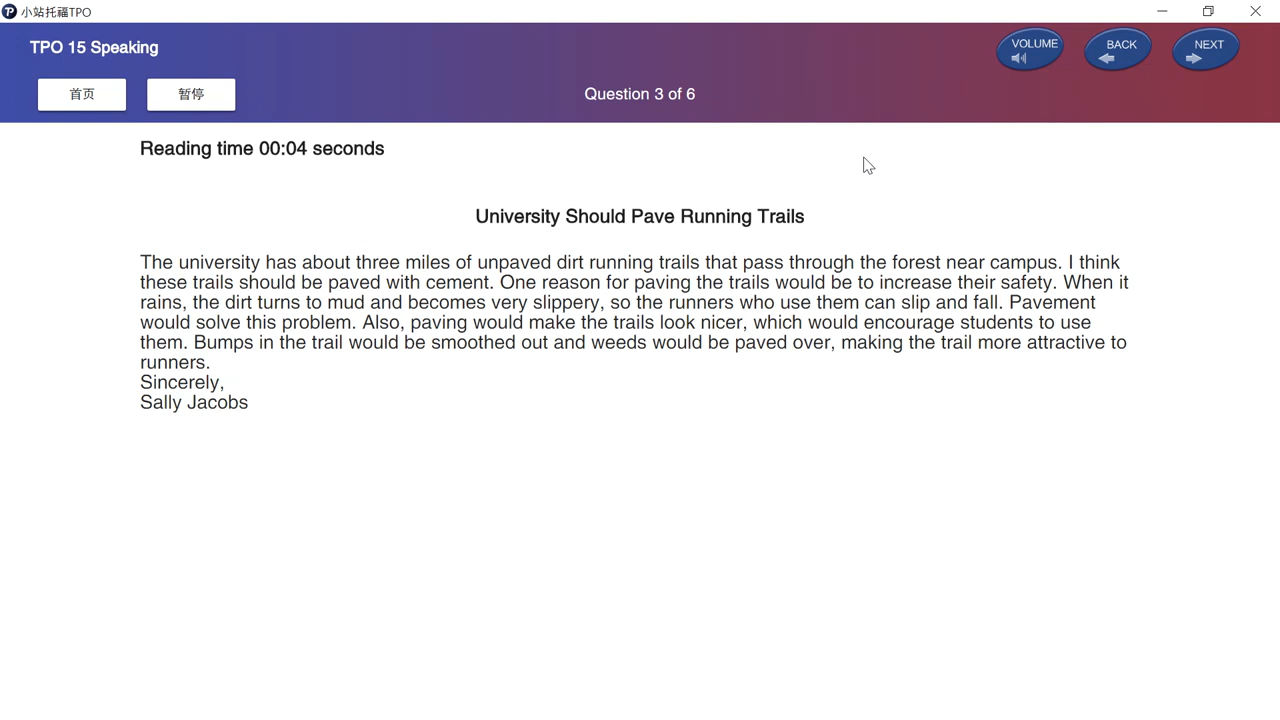 小站托福TPO
TPO 15 Speaking
VOLUME
BACK
NEXT
首页
暂停
Question 3 of 6
Reading time 00:04 seconds
University Should Pave Running Trails
The university has about three miles of unpaved dirt running trails that pass through the forest near campus. I think
these trails should be paved with cement. One reason for paving the trails would be to increase their safety. When it
rains, the dirt turns to mud and becomes very slippery, so the runners who use them can slip and fall. Pavement
would solve this problem. Also, paving would make the trails look nicer, which would encourage students to use
them. Bumps in the trail would be smoothed out and weeds would be paved over, making the trail more attractive to
runners.
Sincerely,
Sally Jacobs